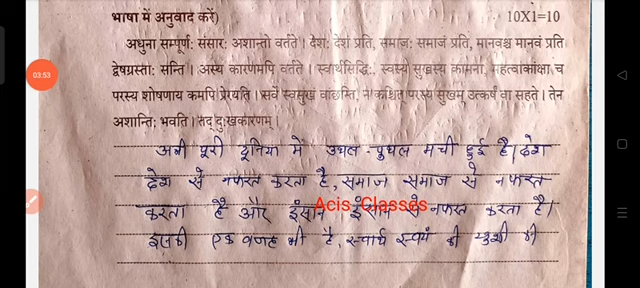 भाषा में अनुवाद करें) 10X1=10
अधुना सम्पूर्ण: संसार: अशान्तो वर्तते। देश: देशं प्रति, समाज: समाजं प्रति, मानवश्च मानवं प्रति
द्वेषग्रस्ता: सन्ति। अस्य कारणमपि वर्तते। स्वार्थसिद्धि:, स्वस्य सुखस्य कामना, महत्वाकांक्षा च
परस्य शोषणाय कमपि प्रेरयति। सर्वे स्वसुखं वाञ्छन्ति, न कश्चित् परस्य सुखम् उत्कर्षं वा सहते। तेन
अशान्ति: भवति। तद् दु:खकारणम्।
अभी पूरी दूनिया में उथल-पुथल मची हुई है। देश
देश से नफरत करता है, समाज समाज से नफरत
करता है और इंसान इंसान से नफरत करता है।
इसकी एक वजह भी है, स्वार्थ स्वयं की खुशी की
Acis Classes
03:53